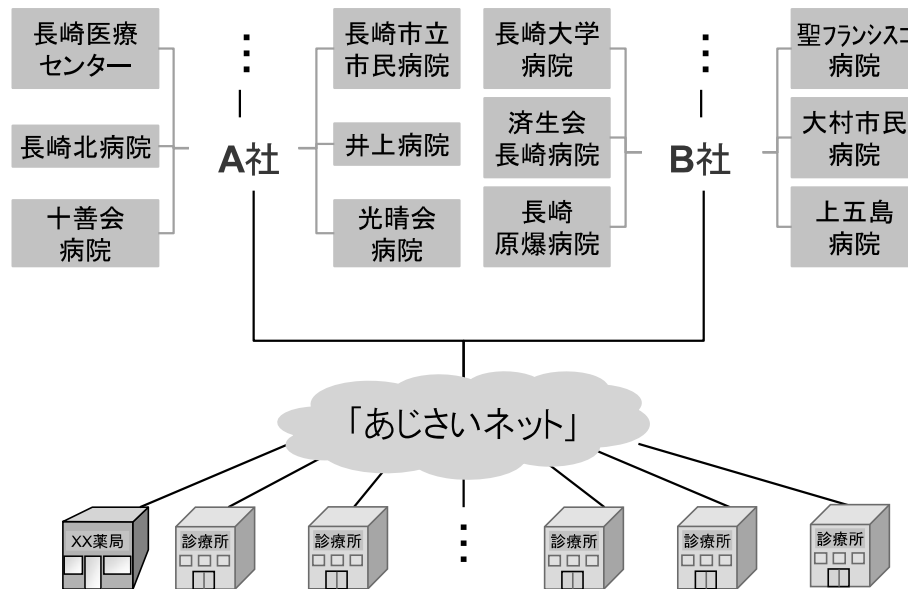 長崎医療
センター
長崎北病院
十善会
病院
A社
長崎市立
市民病院
井上病院
光晴会
病院
長崎大学
病院
済生会
長崎病院
長崎
原爆病院
B社
聖フランシスコ
病院
大村市民
病院
上五島
病院
「あじさいネット」
XX薬局
診療所
診療所
診療所
診療所
診療所